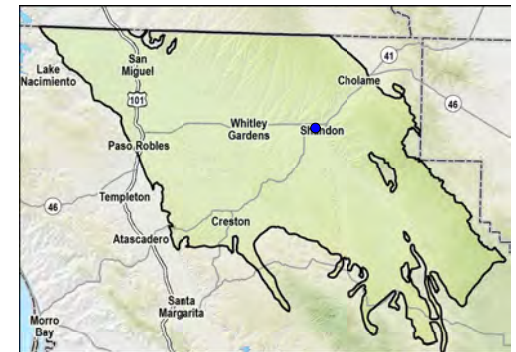 San
Miguel
Lake
Nacimiento
41
Cholame
101
46
Whitley
Gardens
Shandon
Paso Robles
Templeton
46
Creston
Atascadero
Santa
Margarita
Morro
Bay